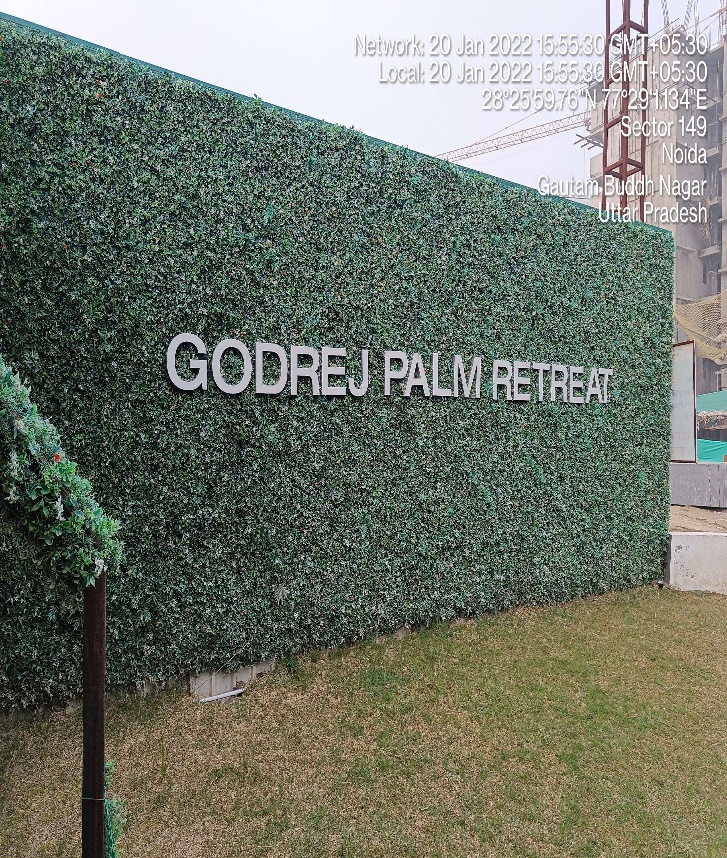 Network: 20 Jan 2022 15:55:30 GMT+05:30
Local: 20 Jan 2022 15:55:30 GMT+05:30
28°25'59.76"N 77°29'1.134"E
Sector 149
Noida
Gautam Buddh Nagar
Uttar Pradesh
GODREJ PALM RETREAT